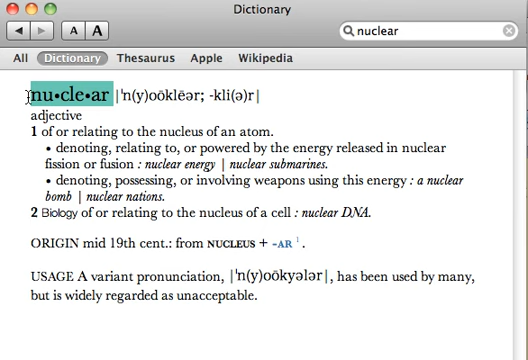 Dictionary
A A nuclear
All Dictionary Thesaurus Apple Wikipedia
nu•cle•ar |ˈn(y)oōklēər; -kli(ə)r|
adjective
1 of or relating to the nucleus of an atom.
• denoting, relating to, or powered by the energy released in nuclear
fission or fusion : nuclear energy | nuclear submarines.
• denoting, possessing, or involving weapons using this energy : a nuclear
bomb | nuclear nations.
2 Biology of or relating to the nucleus of a cell : nuclear DNA.
ORIGIN mid 19th cent.: from NUCLEUS + -AR ¹.
USAGE A variant pronunciation, |ˈn(y)oōkyələr|, has been used by many,
but is widely regarded as unacceptable.